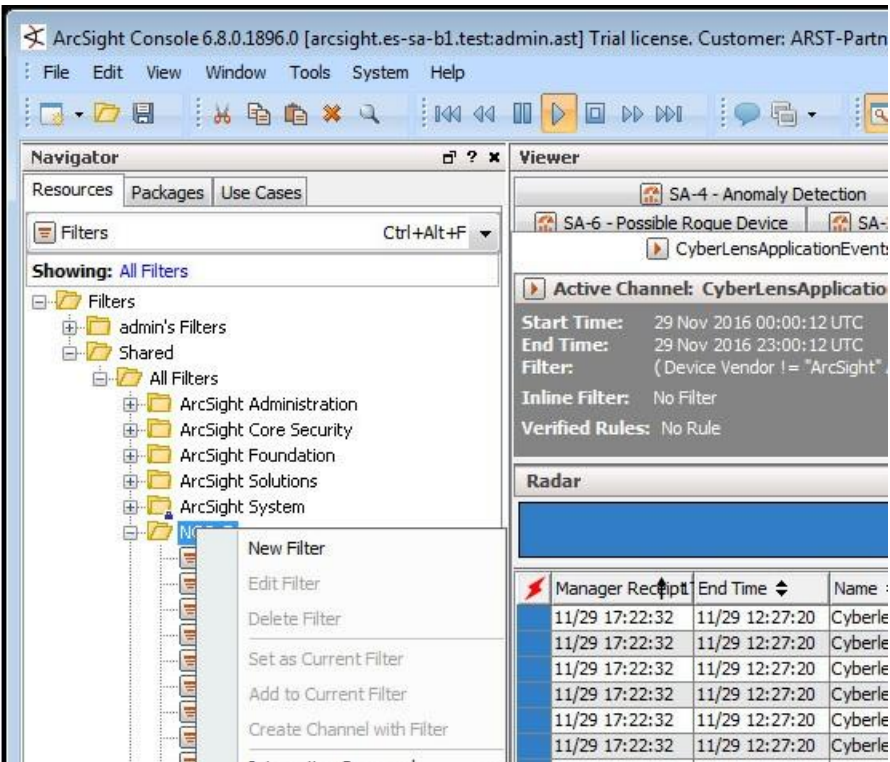 ArcSight Console 6.8.0.1896.0 [arcsight.es-sa-b1.test:admin.ast] Trial license. Customer: ARST-Partn
File Edit View Window Tools System Help
Navigator
Resources Packages Use Cases
Filters Ctrl+Alt+F
Showing: All Filters
Filters
admin's Filters
Shared
All Filters
ArcSight Administration
ArcSight Core Security
ArcSight Foundation
ArcSight Solutions
ArcSight System
New Filter
Edit Filter
Delete Filter
Set as Current Filter
Add to Current Filter
Create Channel with Filter
Viewer
SA-4 - Anomaly Detection
SA-6 - Possible Rogue Device SA-
CyberLensApplicationEvents
Active Channel: CyberLensApplicatio
Start Time: 29 Nov 2016 00:00:12 UTC
End Time: 29 Nov 2016 23:00:12 UTC
Filter: ( Device Vendor != "ArcSight"
Inline Filter: No Filter
Verified Rules: No Rule
Radar
Manager Receipt End Time Name
11/29 17:22:32 11/29 12:27:20 Cyberle
11/29 17:22:32 11/29 12:27:20 Cyberle
11/29 17:22:32 11/29 12:27:20 Cyberle
11/29 17:22:32 11/29 12:27:20 Cyberle
11/29 17:22:32 11/29 12:27:20 Cyberle
11/29 17:22:32 11/29 12:27:20 Cyberle